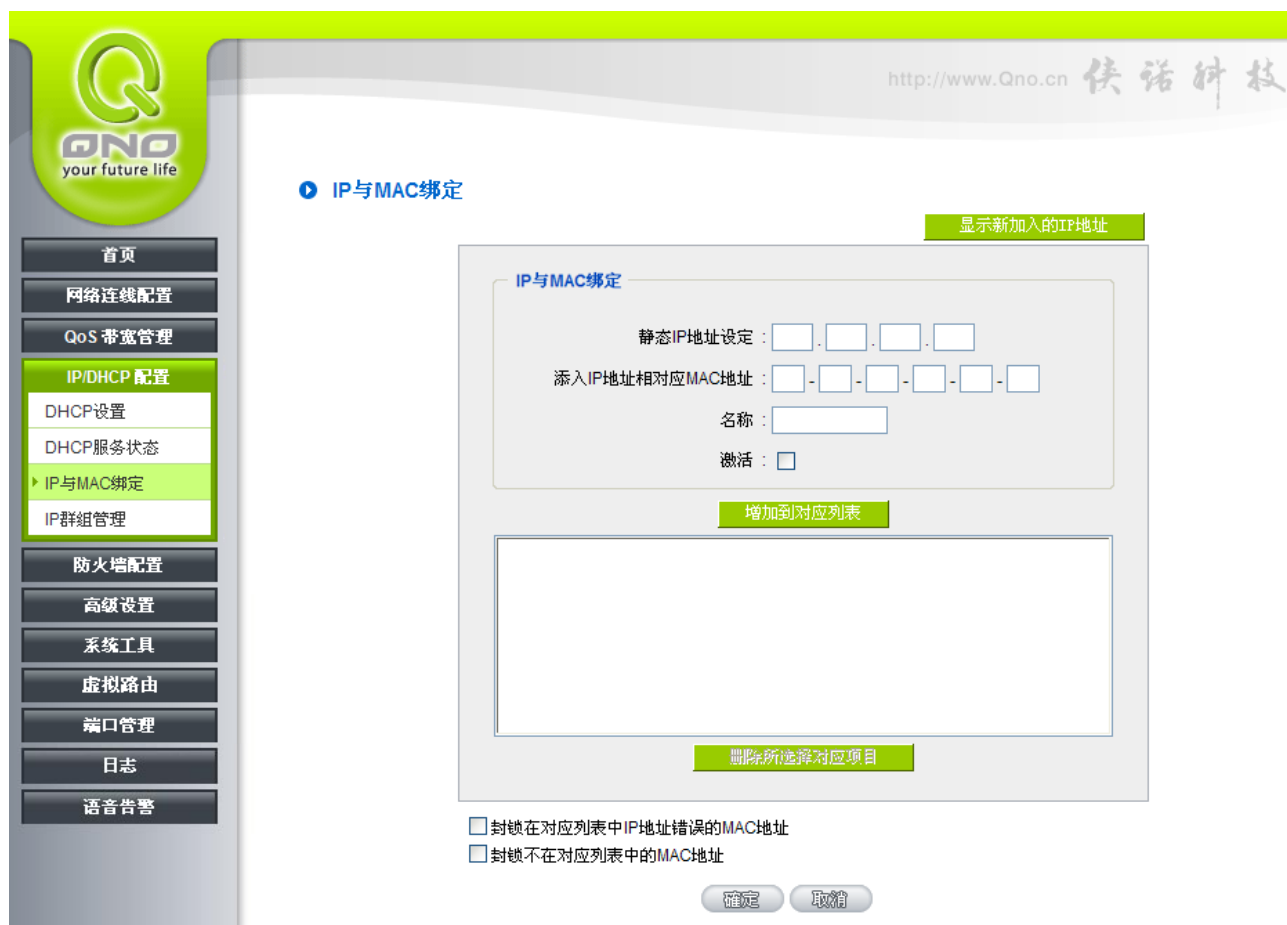 http://www.Qno.cn 侠诺科技
QNO
your future life
IP与MAC绑定
显示新加入的IP地址
首页
网络连线配置
QoS 带宽管理
IP/DHCP 配置
DHCP设置
DHCP服务状态
IP与MAC绑定
IP群组管理
防火墙配置
高级设置
系统工具
虚拟路由
端口管理
日志
语音告警
IP与MAC绑定
静态IP地址设定 : . . .
添入IP地址相对应MAC地址 : - - - - -
名称 :
激活 :
增加到对应列表
删除所选择对应项目
封锁在对应列表中IP地址错误的MAC地址
封锁不在对应列表中的MAC地址
確定 取消